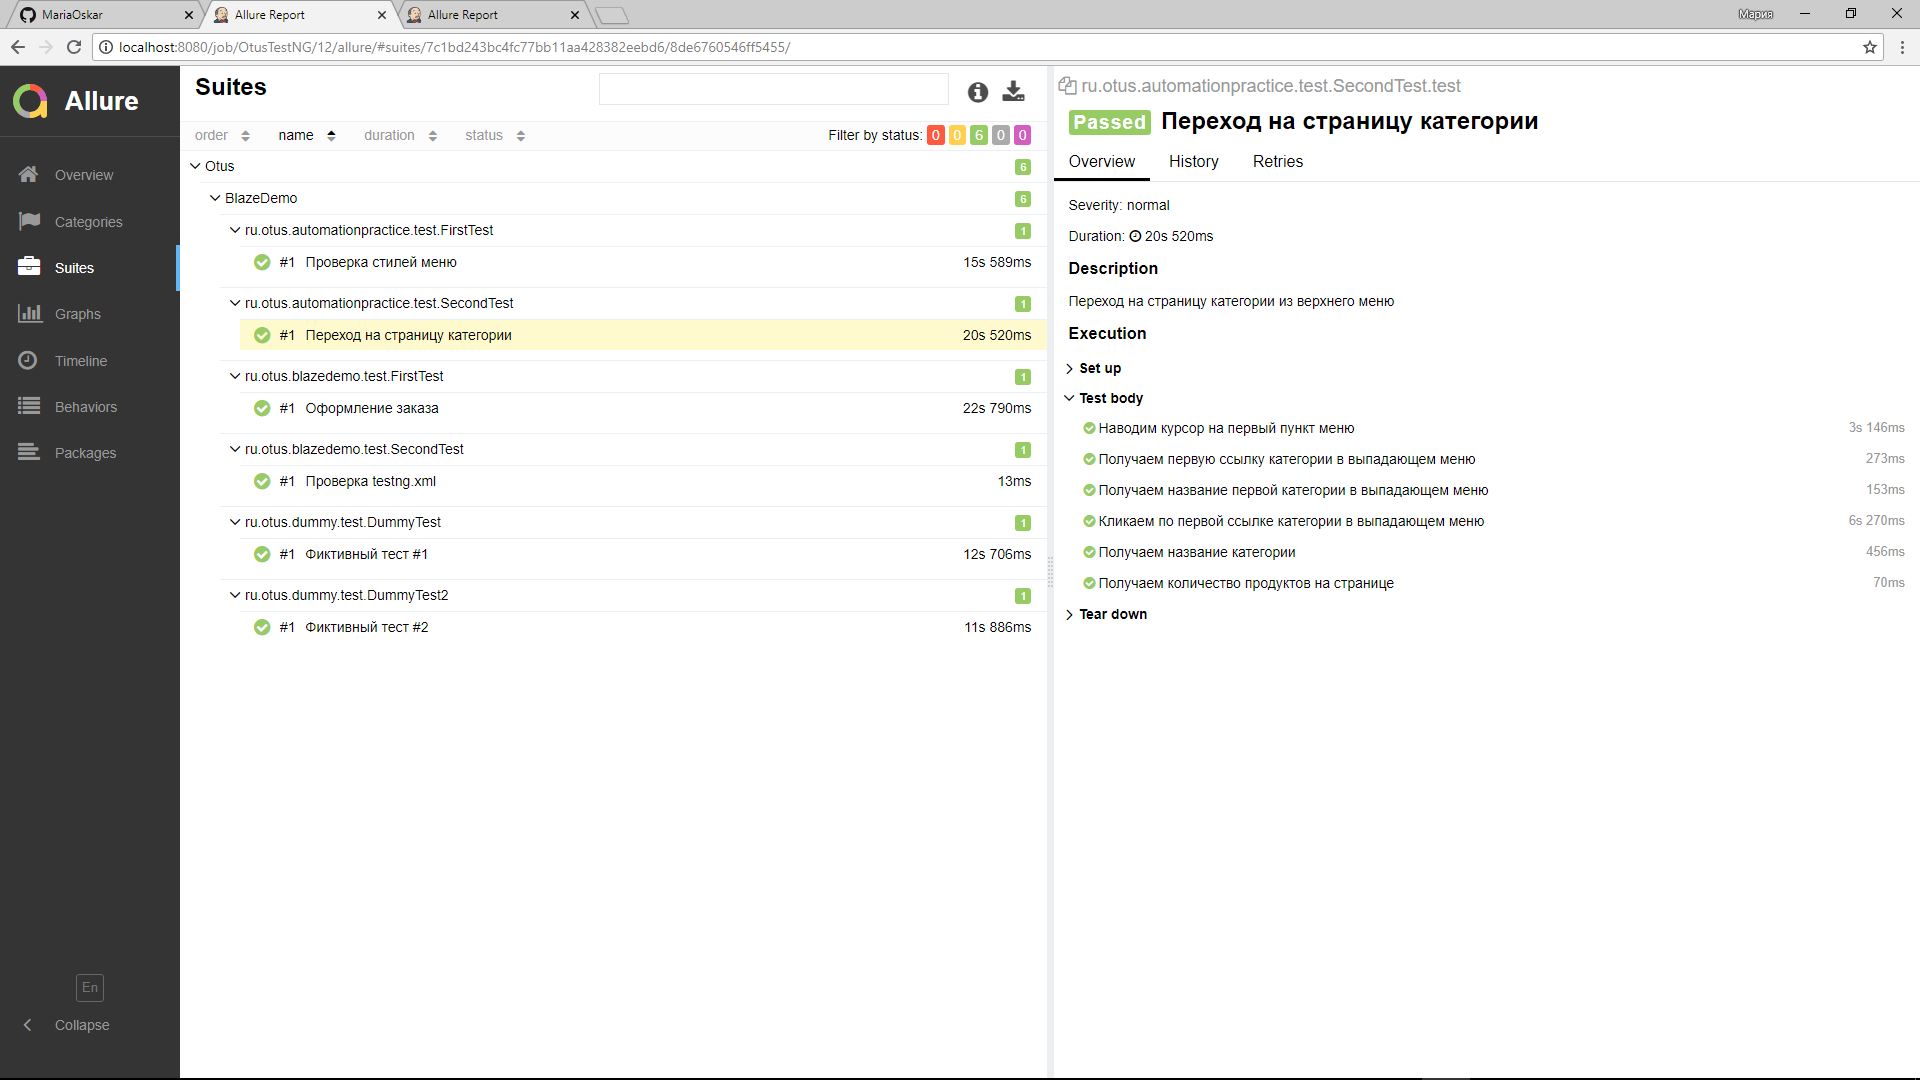 MariaOskar
Allure Report
Allure Report
Мария
localhost:8080/job/OtusTestNG/12/allure/#suites/7c1bd243bc4fc77bb11aa428382eebd6/8de6760546ff5455/
Allure
Overview
Categories
Suites
Graphs
Timeline
Behaviors
Packages
En
Collapse
Suites
order name duration status Filter by status: 0 0 6 0 0
Otus 6
BlazeDemo 6
ru.otus.automationpractice.test.FirstTest 1
#1 Проверка стилей меню 15s 589ms
ru.otus.automationpractice.test.SecondTest 1
#1 Переход на страницу категории 20s 520ms
ru.otus.blazedemo.test.FirstTest 1
#1 Оформление заказа 22s 790ms
ru.otus.blazedemo.test.SecondTest 1
#1 Проверка testng.xml 13ms
ru.otus.dummy.test.DummyTest 1
#1 Фиктивный тест #1 12s 706ms
ru.otus.dummy.test.DummyTest2 1
#1 Фиктивный тест #2 11s 886ms
ru.otus.automationpractice.test.SecondTest.test
Passed Переход на страницу категории
Overview History Retries
Severity: normal
Duration: 20s 520ms
Description
Переход на страницу категории из верхнего меню
Execution
Set up
Test body
Наводим курсор на первый пункт меню 3s 146ms
Получаем первую ссылку категории в выпадающем меню 273ms
Получаем название первой категории в выпадающем меню 153ms
Кликаем по первой ссылке категории в выпадающем меню 6s 270ms
Получаем название категории 456ms
Получаем количество продуктов на странице 70ms
Tear down